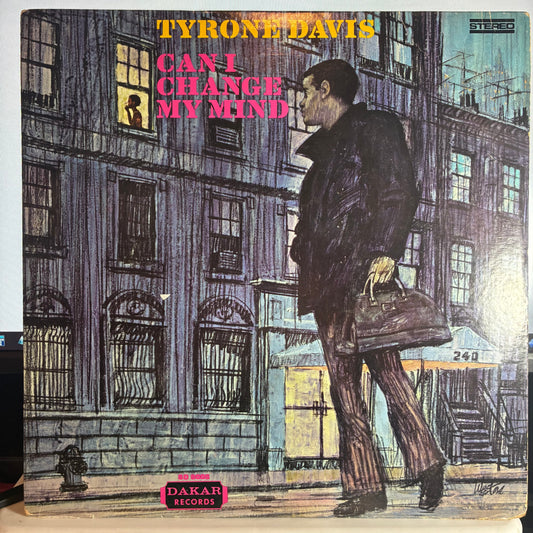 TYRONE DAVIS
STEREO
CAN I
CHANGE
MY MIND
240
DAKAR
RECORDS